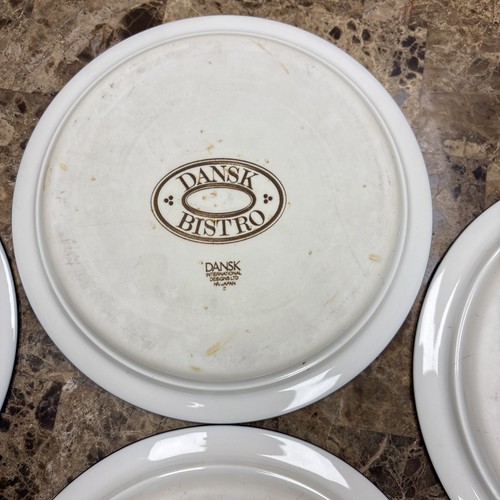 DANSK
BISTRO
DANSK
INTERNATIONAL
DESIGNS LTD
JAPAN